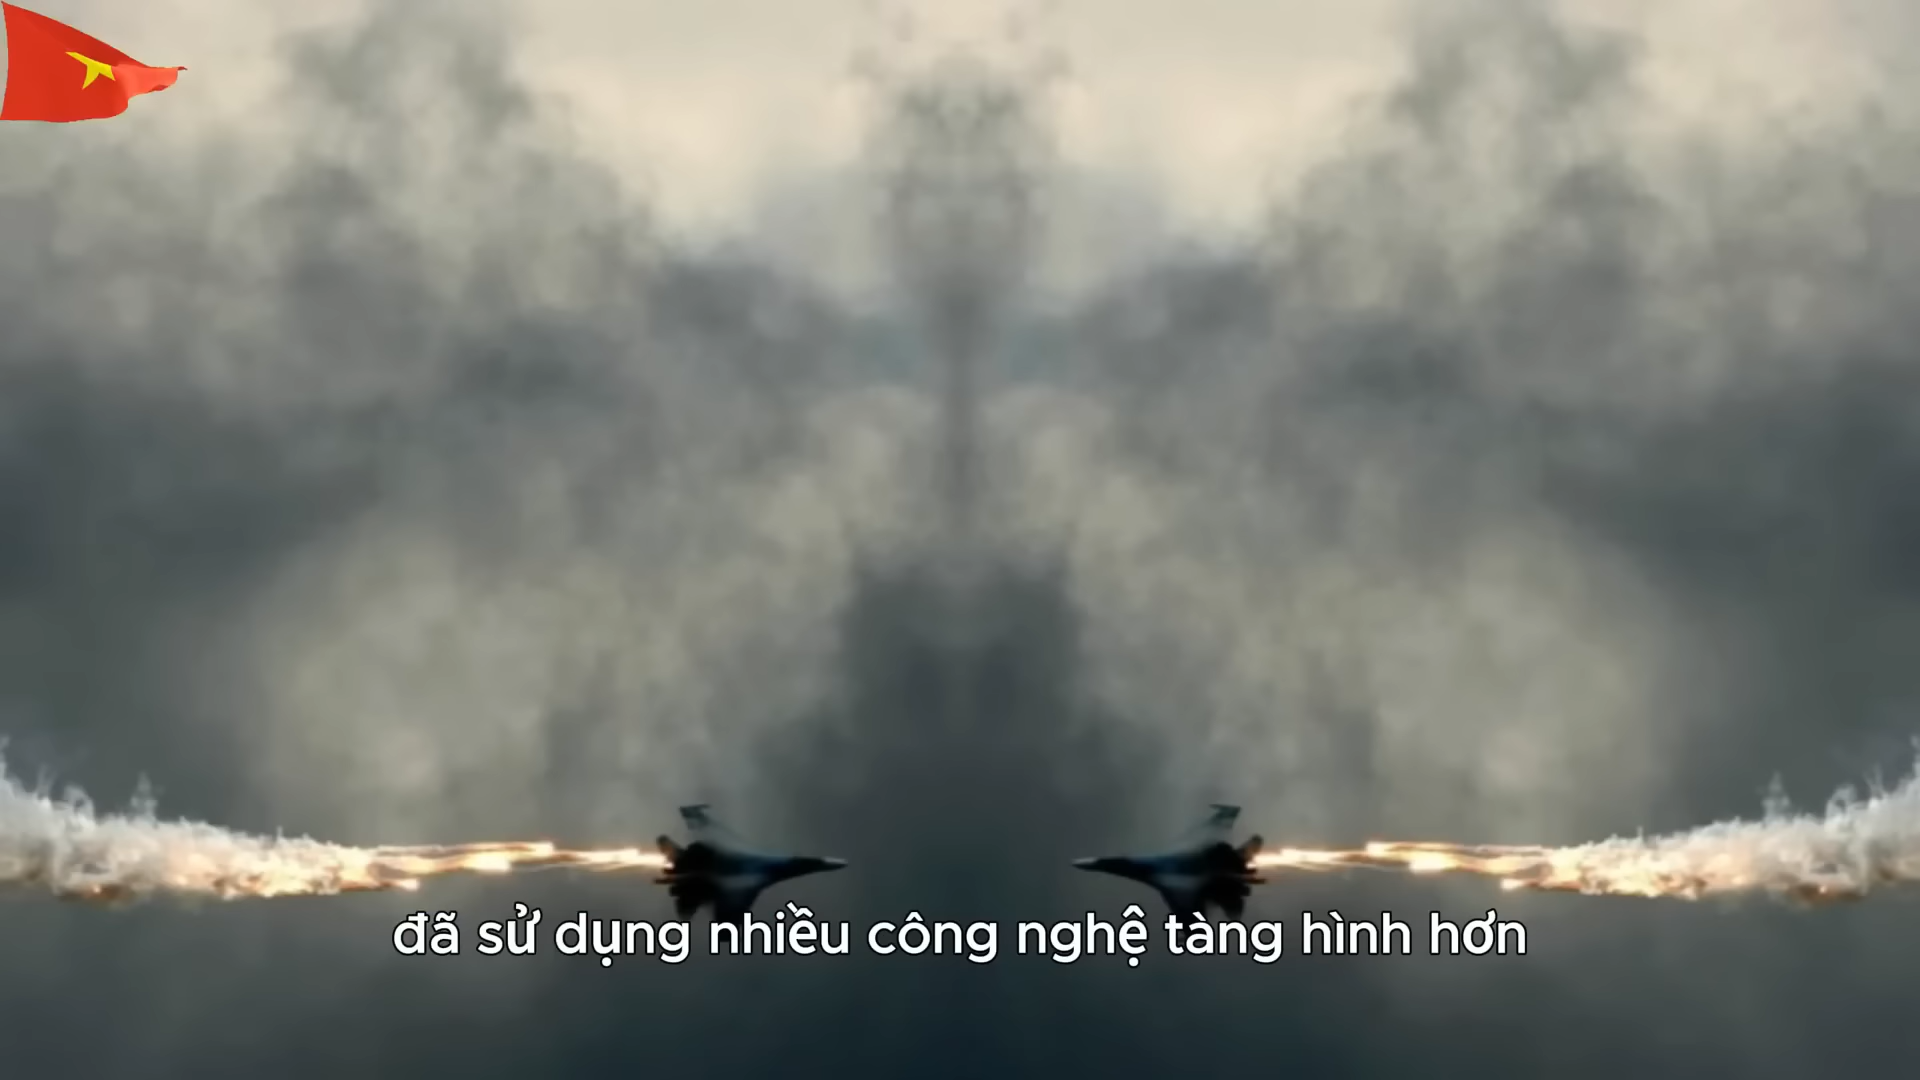 đã sử dụng nhiều công nghệ tàng hình hơn